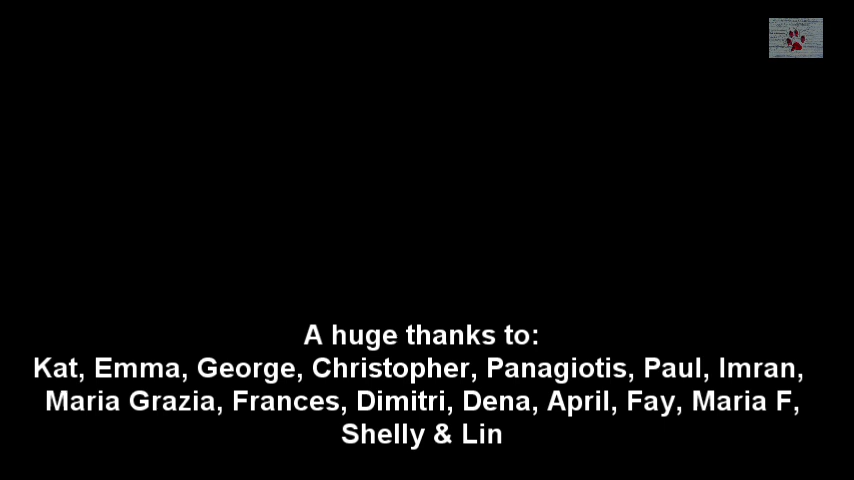 A huge thanks to:
Kat, Emma, George, Christopher, Panagiotis, Paul, Imran,
Maria Grazia, Frances, Dimitri, Dena, April, Fay, Maria F,
Shelly & Lin